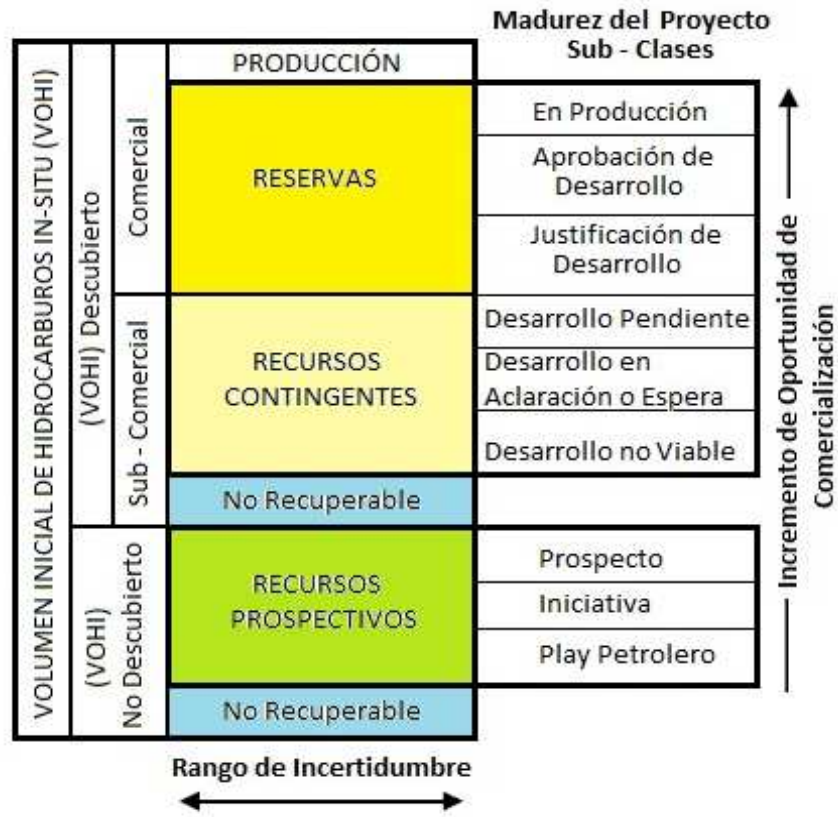 Madurez del Proyecto
Sub - Clases
VOLUMEN INICIAL DE HIDROCARBUROS IN-SITU (VOHI)
(VOHI) Descubierto
Comercial
PRODUCCIÓN
RESERVAS
En Producción
Aprobación de
Desarrollo
Justificación de
Desarrollo
Sub - Comercial
RECURSOS
CONTINGENTES
Desarrollo Pendiente
Desarrollo en
Aclaración o Espera
Desarrollo no Viable
No Recuperable
(VOHI)
No Descubierto
RECURSOS
PROSPECTIVOS
Prospecto
Iniciativa
Play Petrolero
No Recuperable
Incremento de Oportunidad de
Comercialización
Rango de Incertidumbre